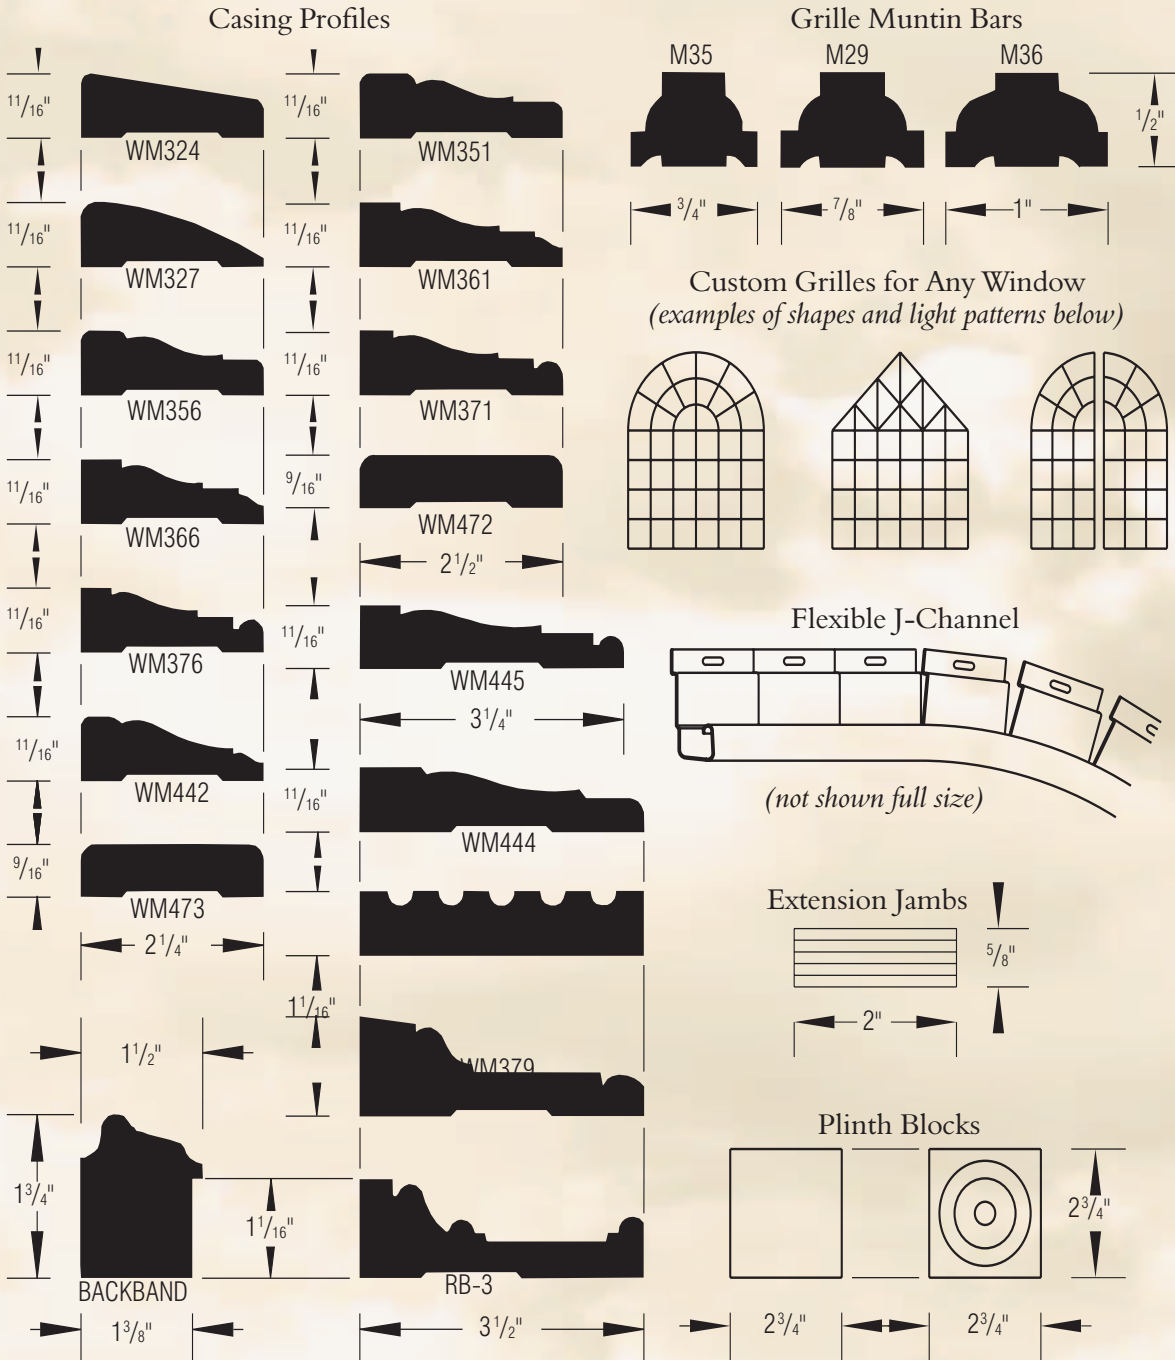 Casing Profiles
11/16"
WM324
11/16"
WM327
11/16"
WM356
11/16"
WM366
11/16"
WM376
11/16"
WM442
9/16"
WM473
2 1/4"
1 1/2"
1 3/4"
1 1/16"
BACKBAND
1 3/8"
11/16"
WM351
11/16"
WM361
11/16"
WM371
9/16"
WM472
2 1/2"
11/16"
WM445
3 1/4"
11/16"
WM444
1 1/16"
WM379
RB-3
3 1/2"
Grille Muntin Bars
M35 M29 M36
1/2"
3/4" 7/8" 1"
Custom Grilles for Any Window
(examples of shapes and light patterns below)
Flexible J-Channel
(not shown full size)
Extension Jambs
5/8"
2"
Plinth Blocks
2 3/4"
2 3/4" 2 3/4"